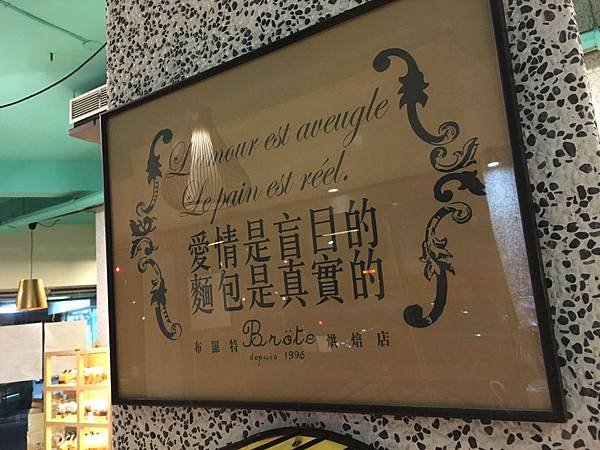 L'amour est aveugle
Le pain est réel.
愛情是盲目的
麵包是真實的
布羅特 Bröte 烘焙店
depuis 1996